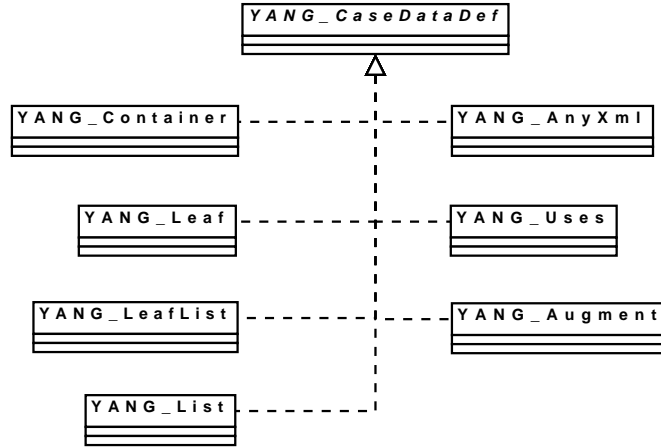 YANG_CaseDataDef
YANG_Container
YANG_AnyXml
YANG_Leaf
YANG_Uses
YANG_LeafList
YANG_Augment
YANG_List